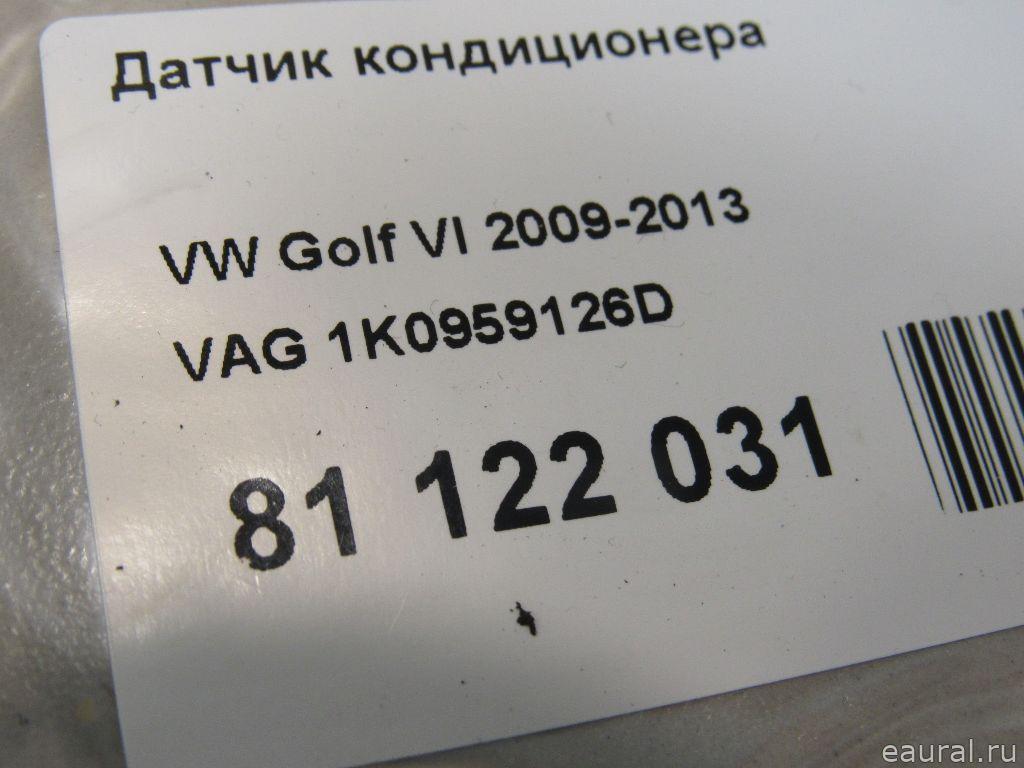 Датчик кондиционера
VW Golf VI 2009-2013
VAG 1K0959126D
81 122 031
eaural.ru